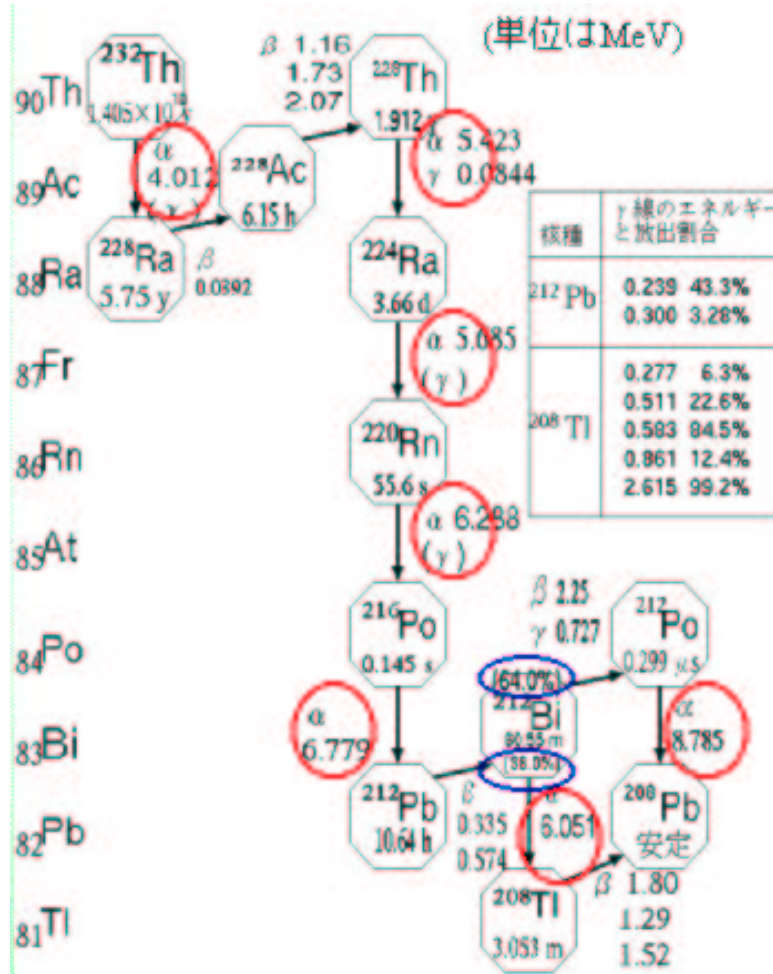 (単位はMeV)
90Th
232Th
β 1.16
1.73
2.07
228Th
1.912
α
4.012
(γ)
α 5.423
γ 0.0844
89Ac
228Ac
6.15 h
核種
γ線のエネルギー
と放出割合
88Ra
228Ra
5.75 y
β
0.0392
224Ra
3.66 d
212Pb
0.239 43.3%
0.300 3.28%
87Fr
α 5.685
(γ)
208Tl
0.277 6.3%
0.511 22.6%
0.583 84.5%
0.861 12.4%
2.615 99.2%
86Rn
220Rn
55.6 s
85At
α 6.288
(γ)
84Po
216Po
0.145 s
β 2.25
γ 0.727
212Po
0.299 μs
(64.0%)
212Bi
60.55 m
(36.0%)
83Bi
α
6.779
α
8.785
82Pb
212Pb
10.64 h
β
0.335
0.574
α
6.051
208Pb
安定
81Tl
208Tl
3.053 m
β 1.80
1.29
1.52